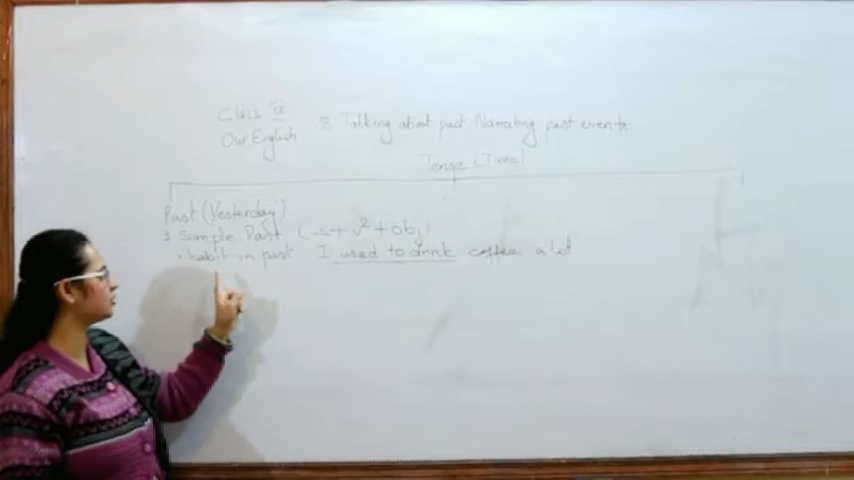 Class VI
Our English
8 Talking about past Narrating past events
Tense (Time)
Past (Yesterday)
1 Simple Past (-s + v² + obj)
• habit in past I used to drink coffee a lot